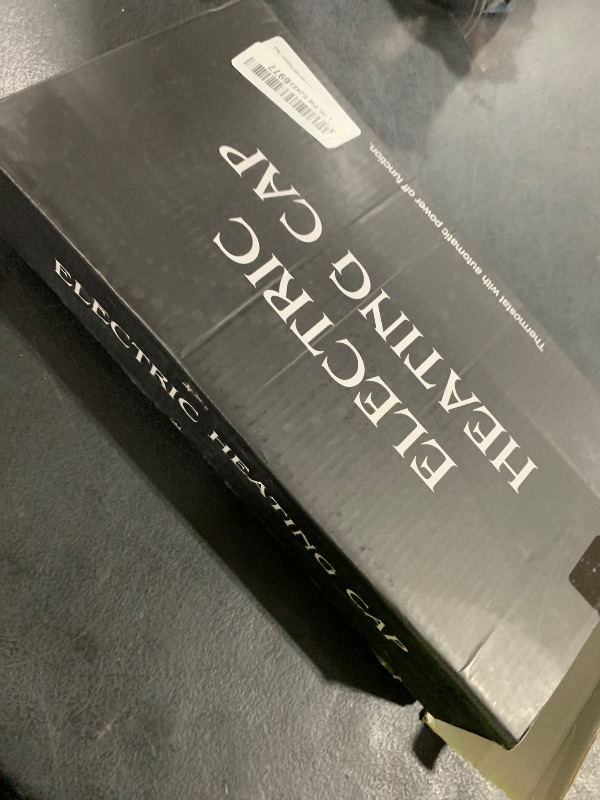 ELECTRIC
HEATING CAP
Thermostat with automatic power off function.
ELECTRIC HEATING CAP